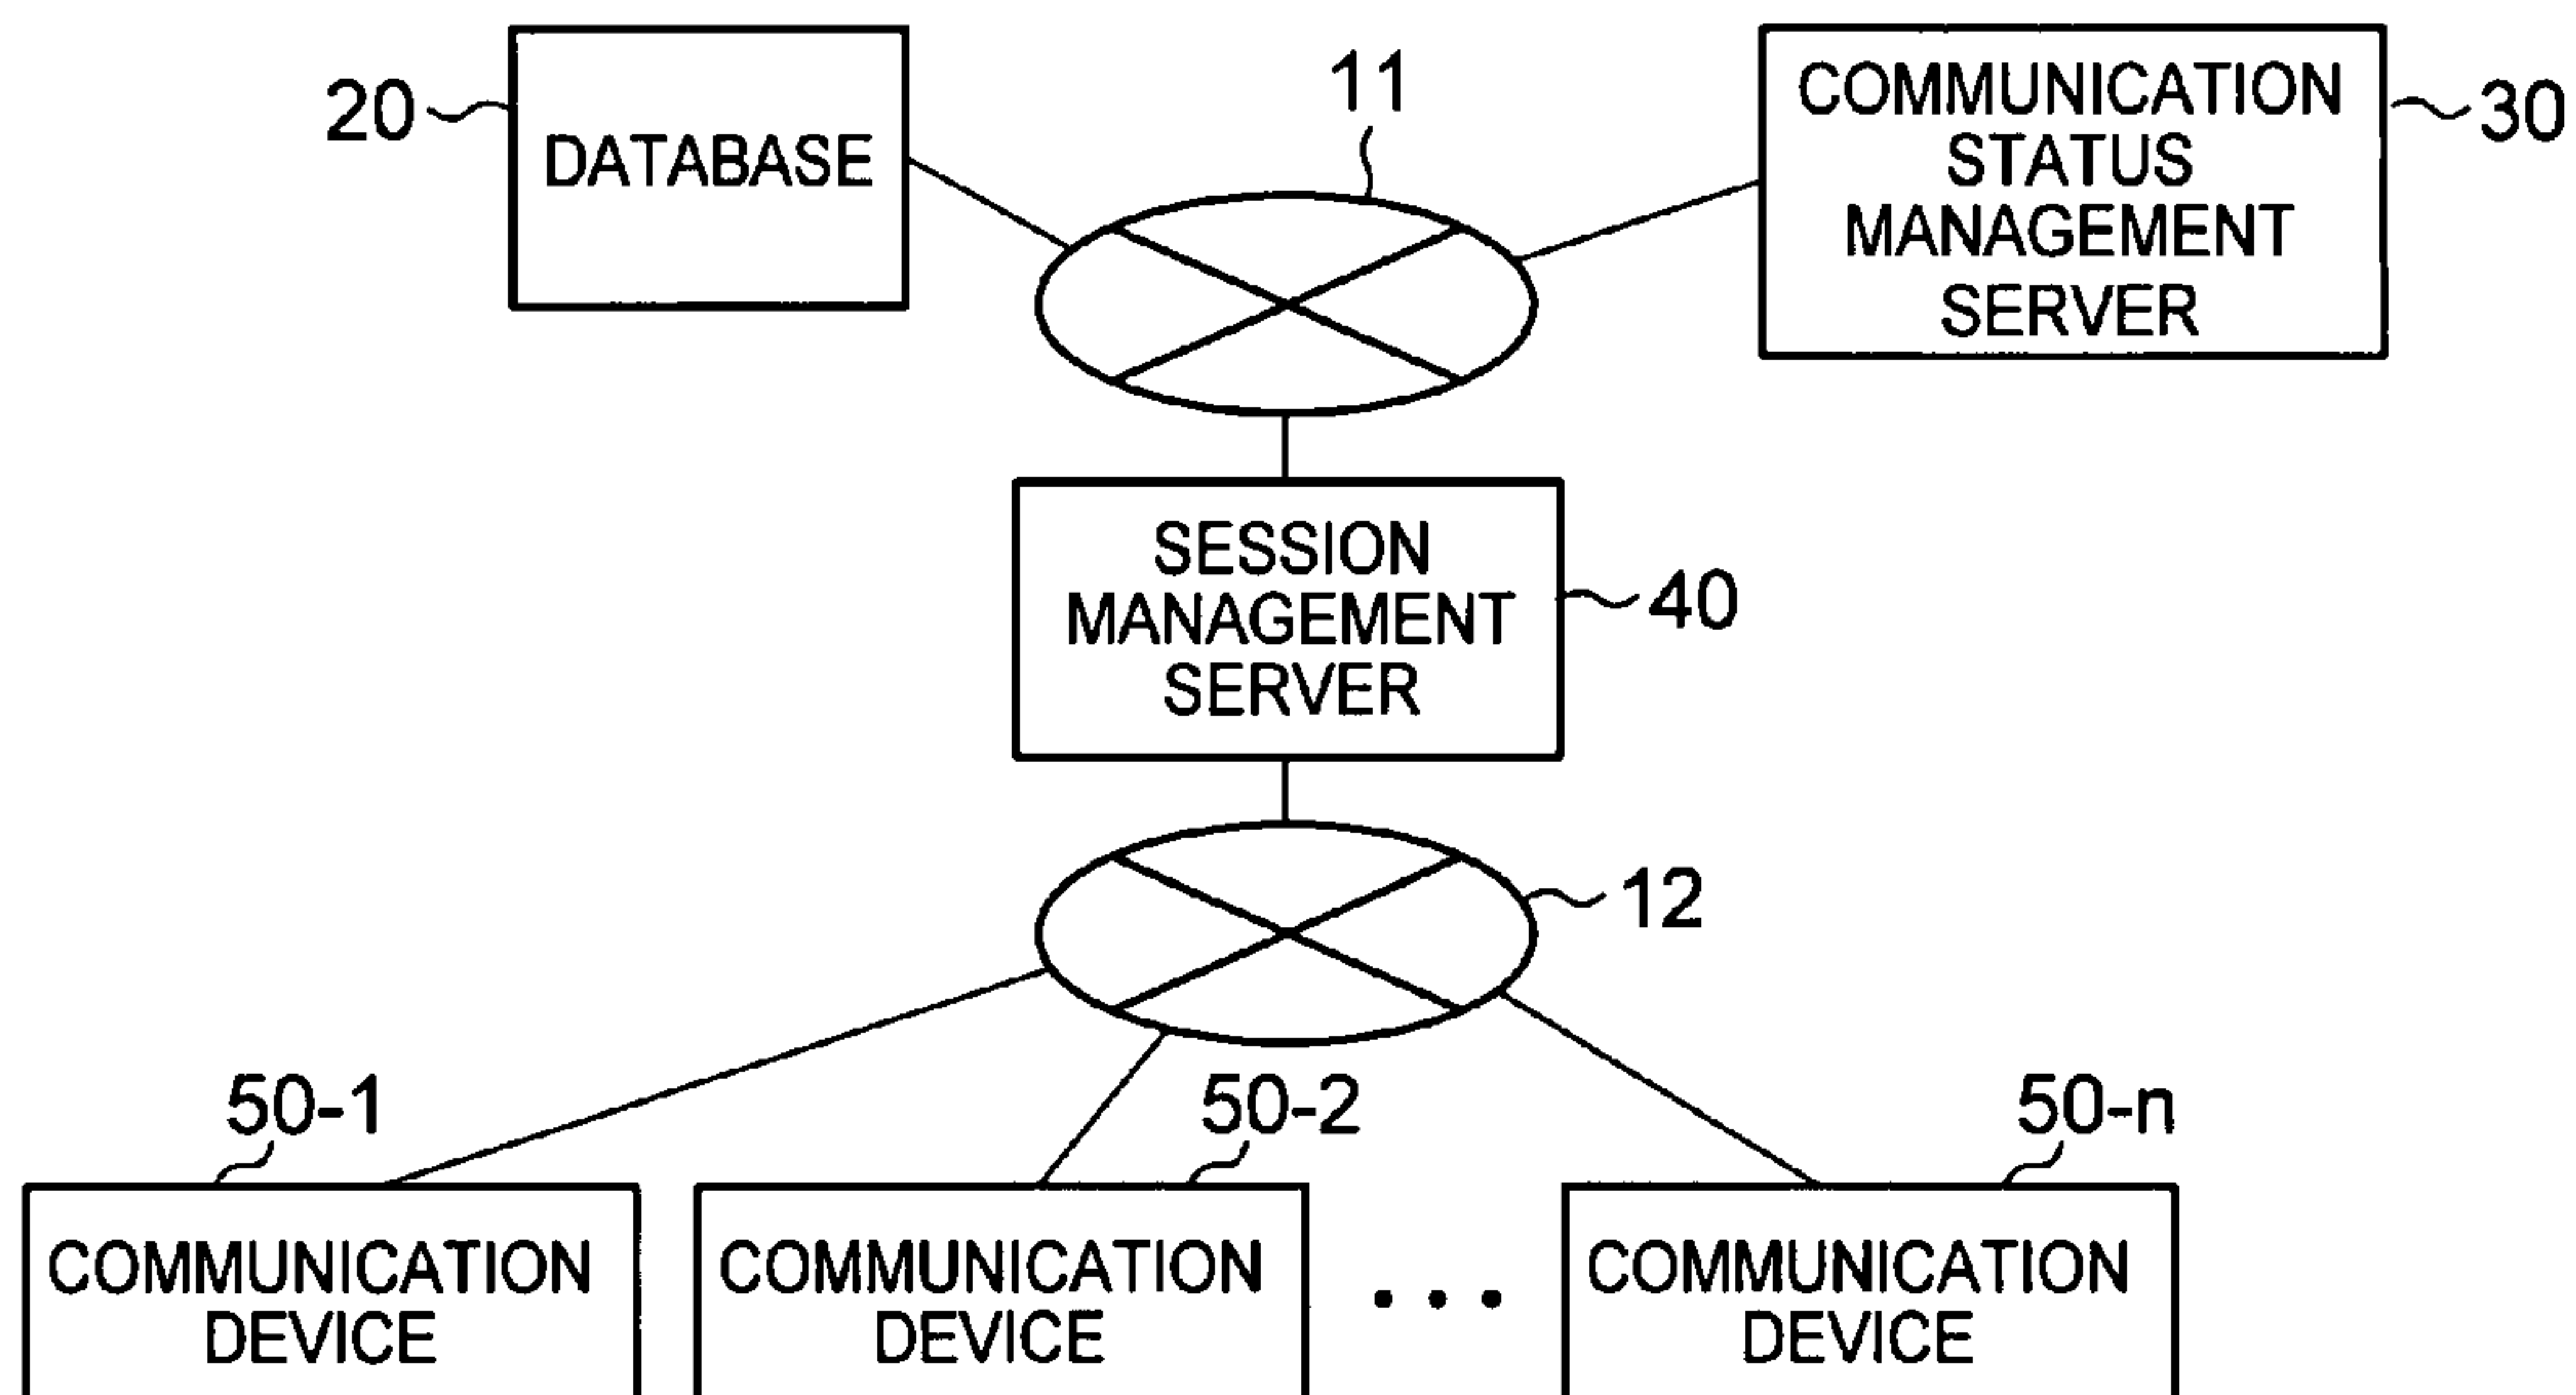 11
20
DATABASE
COMMUNICATION
STATUS
MANAGEMENT
SERVER
30
SESSION
MANAGEMENT
SERVER
40
12
50-1
50-2
50-n
COMMUNICATION
DEVICE
COMMUNICATION
DEVICE
• • •
COMMUNICATION
DEVICE